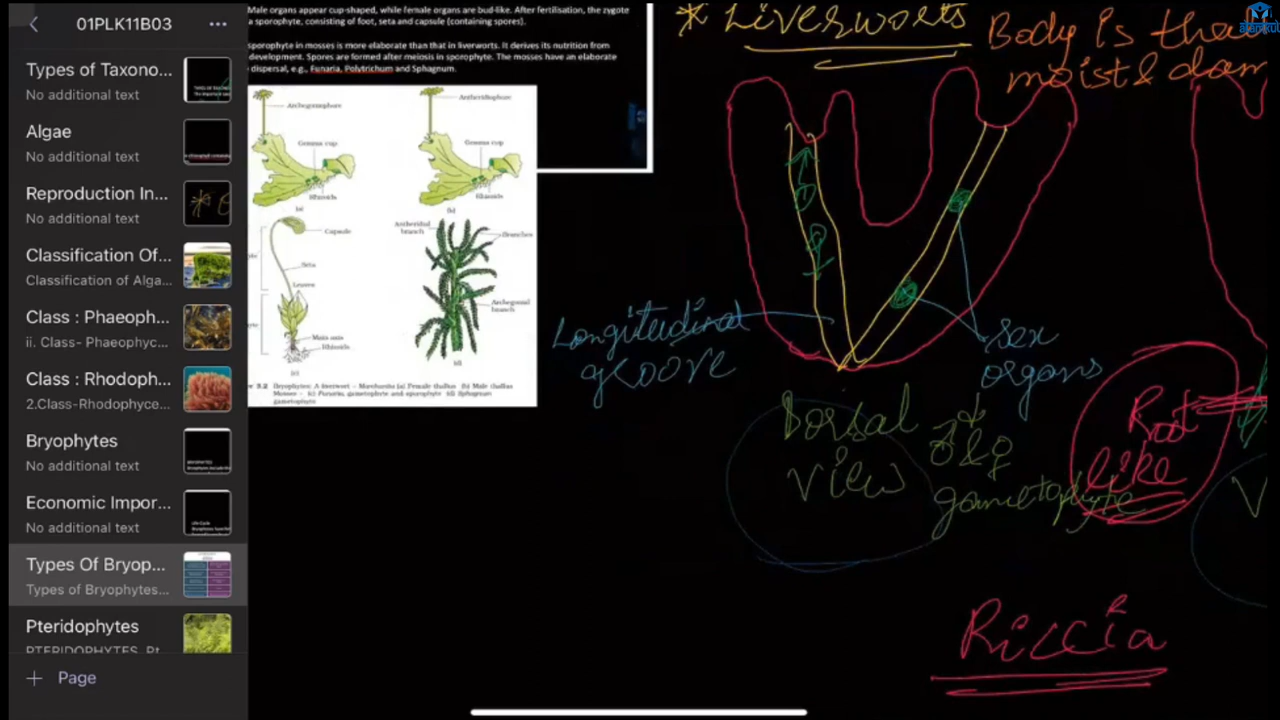 01PLK11B03
Types of Taxono...
No additional text
Algae
No additional text
Reproduction In...
No additional text
Classification Of...
Classification of Alga...
Class : Phaeoph...
ii. Class- Phaeophyc...
Class : Rhodoph...
2.Class-Rhodophyce...
Bryophytes
No additional text
Economic Impor...
No additional text
Types Of Bryop...
Types of Bryophytes...
Pteridophytes
PTERIDOPHYTES
+ Page
Male organs appear cup-shaped, while female organs are bud-like. After fertilisation, the zygote
a sporophyte, consisting of foot, seta and capsule (containing spores).
sporophyte in mosses is more elaborate than that in liverworts. It derives its nutrition from
development. Spores are formed after meiosis in sporophyte. The mosses have an elaborate
dispersal, e.g., Funaria, Polytrichum and Sphagnum.
Archegoniophore
Antheridiophore
Gemma cup
Gemma cup
Rhizoids
Rhizoids
(a)
(b)
Capsule
Antheridial
branch
Branches
Seta
Leaves
Archegonial
branch
Main axis
Rhizoids
(c)
(d)
3.2 Bryophytes: A liverwort – Marchantia (a) Female thallus (b) Male thallus
Mosses – (c) Funaria, gametophyte and sporophyte (d) Sphagnum
gametophyte
* Liverworts
Body is tha
moist & dam
Longitudinal
groove
Sex
organs
Dorsal
view
♂ & ♀
gametophyte
Root
like
V
Riccia